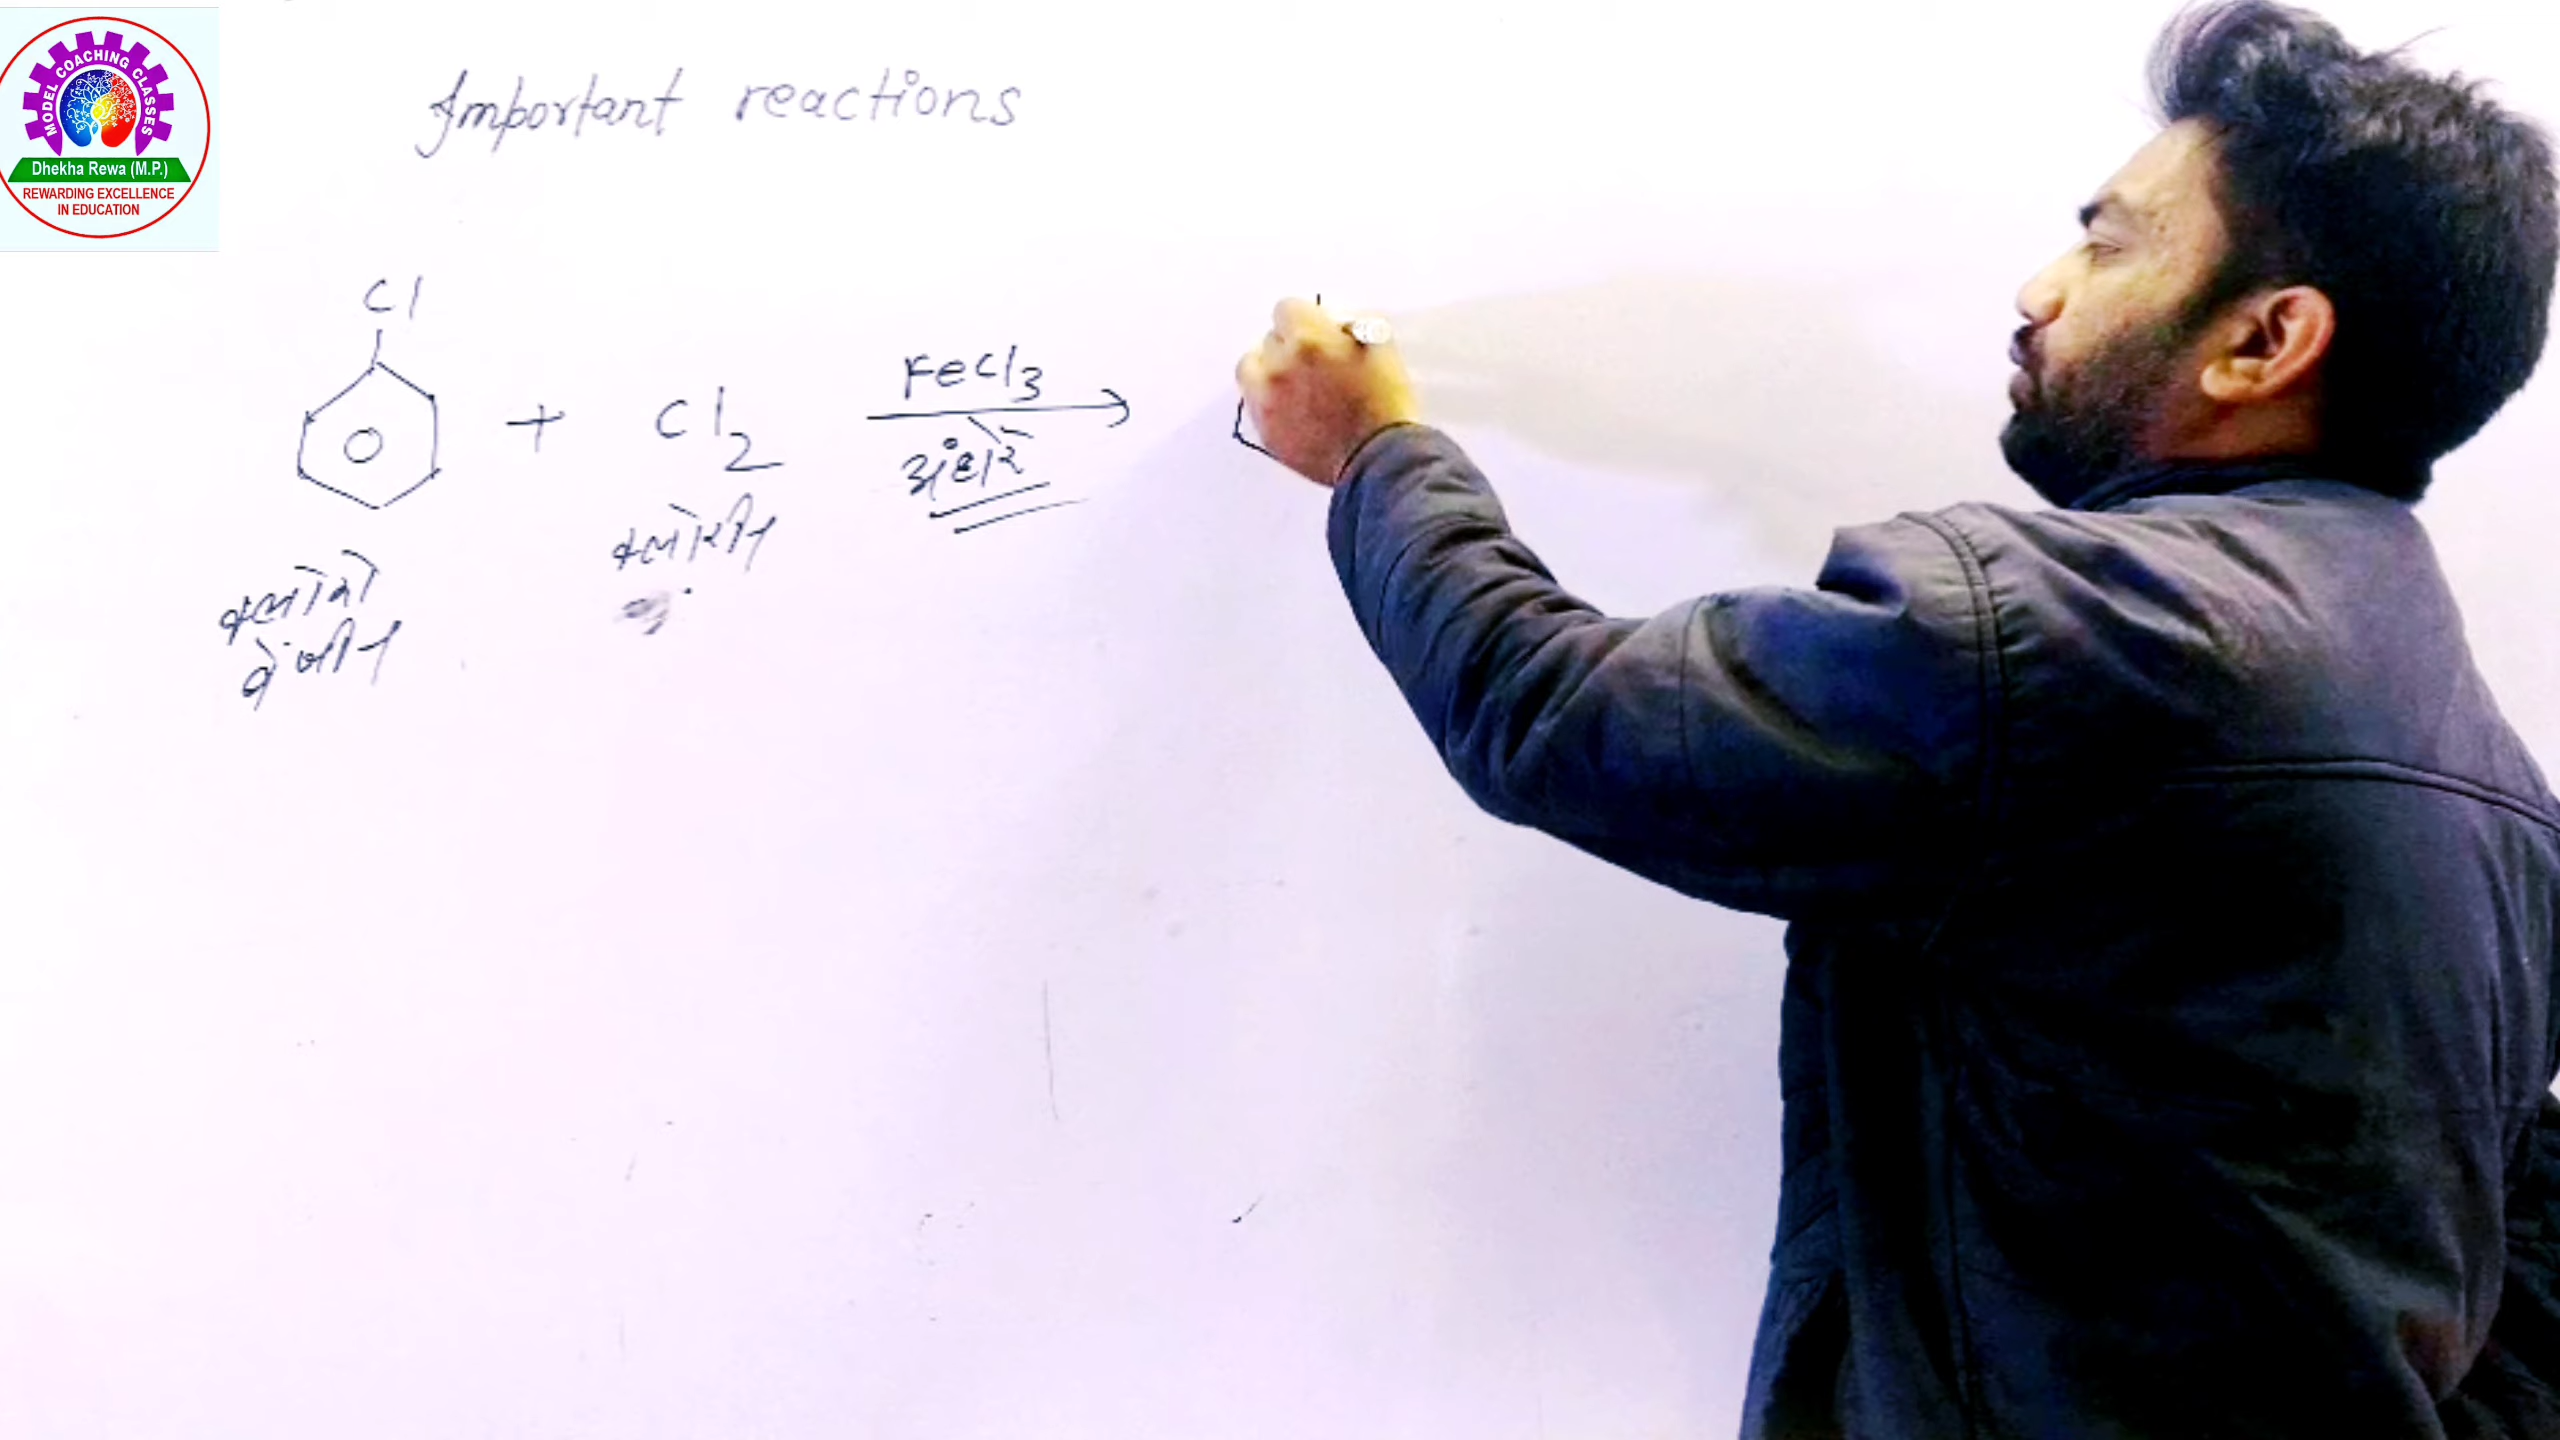 MODEL COACHING CLASSES
Dhekha Rewa (M.P.)
REWARDING EXCELLENCE
IN EDUCATION
Important reactions
Cl
+ Cl2
FeCl3
अंधेरे
क्लोरीन
क्लोरो
बेंजीन